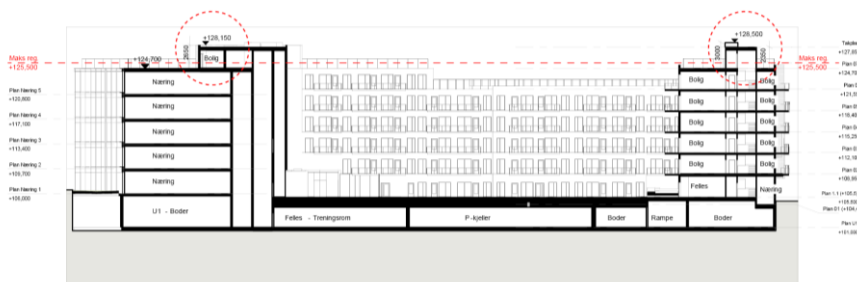 +128,150
+128,500
2650
3000
2050
Maks reg.
+125,500
+124,700
Bolig
Maks reg.
+125,500
Næring
Bolig
Bolig
Plan Næring 5
+120,800
Næring
Bolig
Bolig
Plan Næring 4
+117,100
Næring
Bolig
Bolig
Plan Næring 3
+113,400
Næring
Bolig
Bolig
Plan Næring 2
+109,700
Næring
Bolig
Bolig
Plan Næring 1
+106,000
Felles
Næring
U1 - Boder
Felles - Treningsrom
P-kjeller
Boder
Rampe
Boder